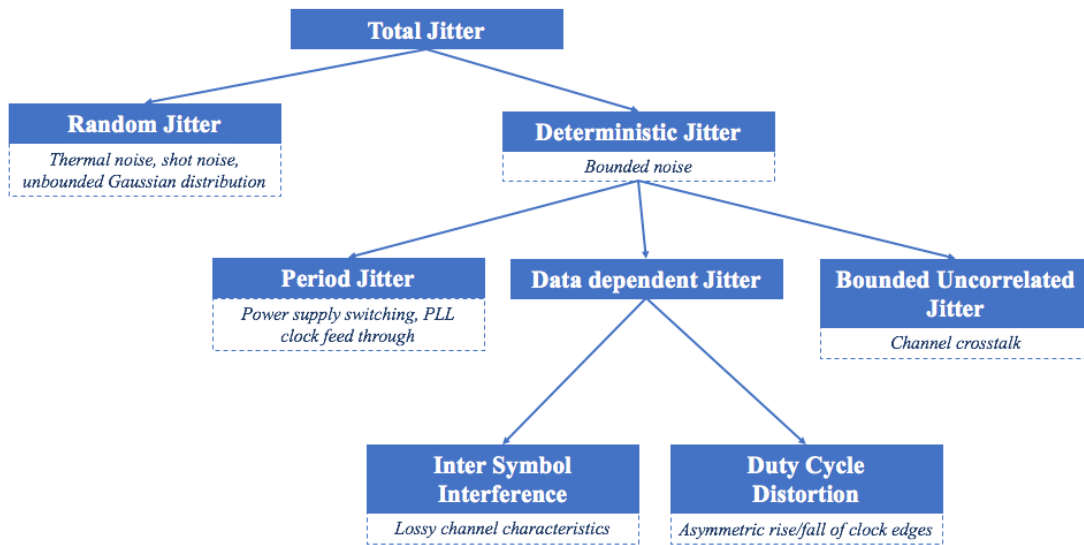 Total Jitter
Random Jitter
Thermal noise, shot noise,
unbounded Gaussian distribution
Deterministic Jitter
Bounded noise
Period Jitter
Power supply switching, PLL
clock feed through
Data dependent Jitter
Bounded Uncorrelated
Jitter
Channel crosstalk
Inter Symbol
Interference
Lossy channel characteristics
Duty Cycle
Distortion
Asymmetric rise/fall of clock edges